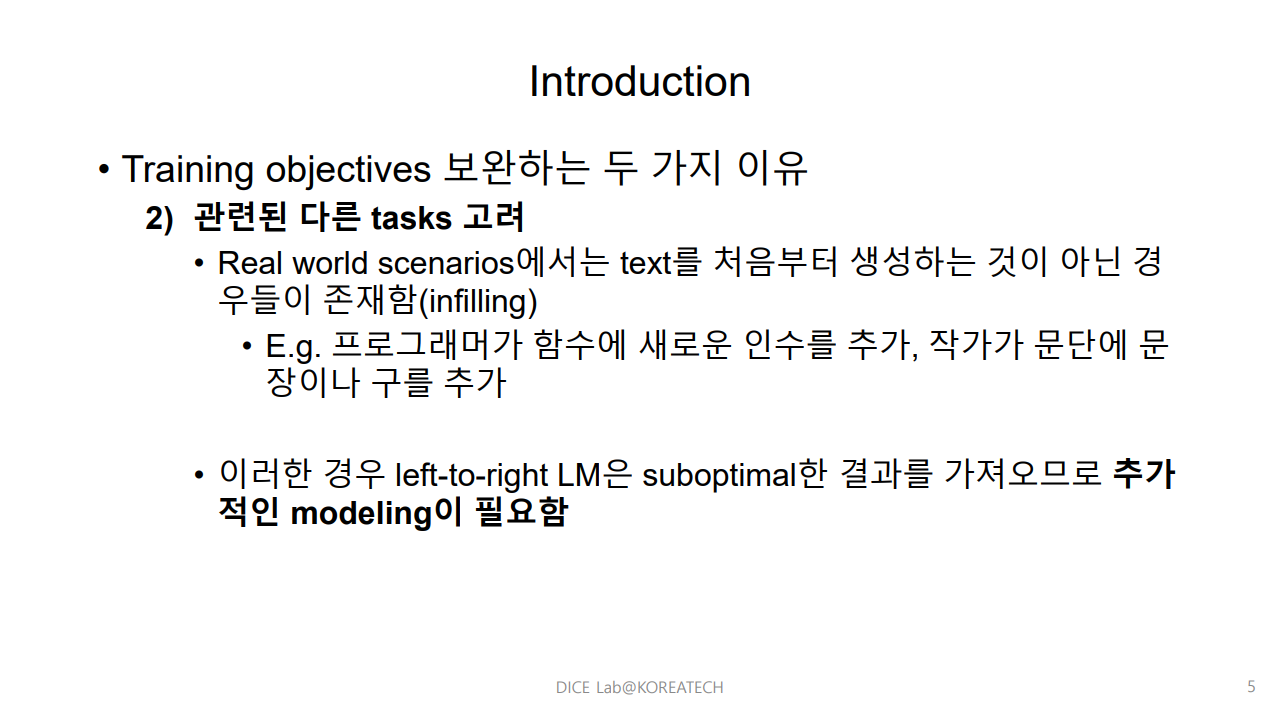 Introduction
• Training objectives 보완하는 두 가지 이유
2) 관련된 다른 tasks 고려
• Real world scenarios에서는 text를 처음부터 생성하는 것이 아닌 경
우들이 존재함(infilling)
• E.g. 프로그래머가 함수에 새로운 인수를 추가, 작가가 문단에 문
장이나 구를 추가
• 이러한 경우 left-to-right LM은 suboptimal한 결과를 가져오므로 추가
적인 modeling이 필요함
DICE Lab@KOREATECH
5